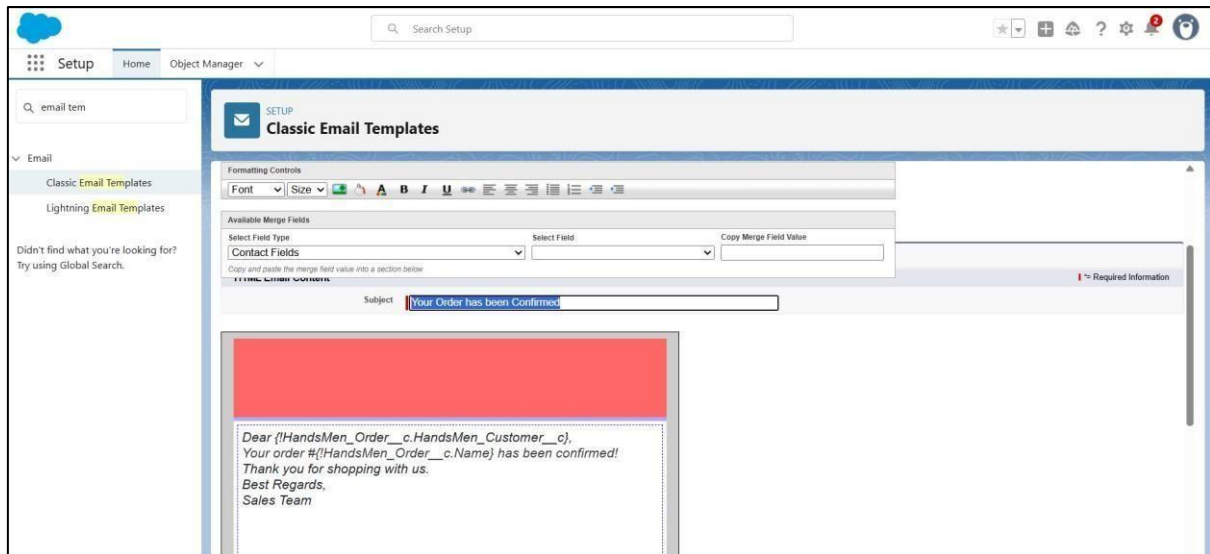 Search Setup
2
Setup
Home
Object Manager
email tem
SETUP
Classic Email Templates
Email
Classic Email Templates
Lightning Email Templates
Didn't find what you're looking for?
Try using Global Search.
Formatting Controls
Font
Size
A B I U
Available Merge Fields
Select Field Type Select Field Copy Merge Field Value
Contact Fields
Copy and paste the merge field value into a section below
HTML Email Content
= Required Information
Subject Your Order has been Confirmed
Dear {!HandsMen_Order__c.HandsMen_Customer__c},
Your order #{!HandsMen_Order__c.Name} has been confirmed!
Thank you for shopping with us.
Best Regards,
Sales Team